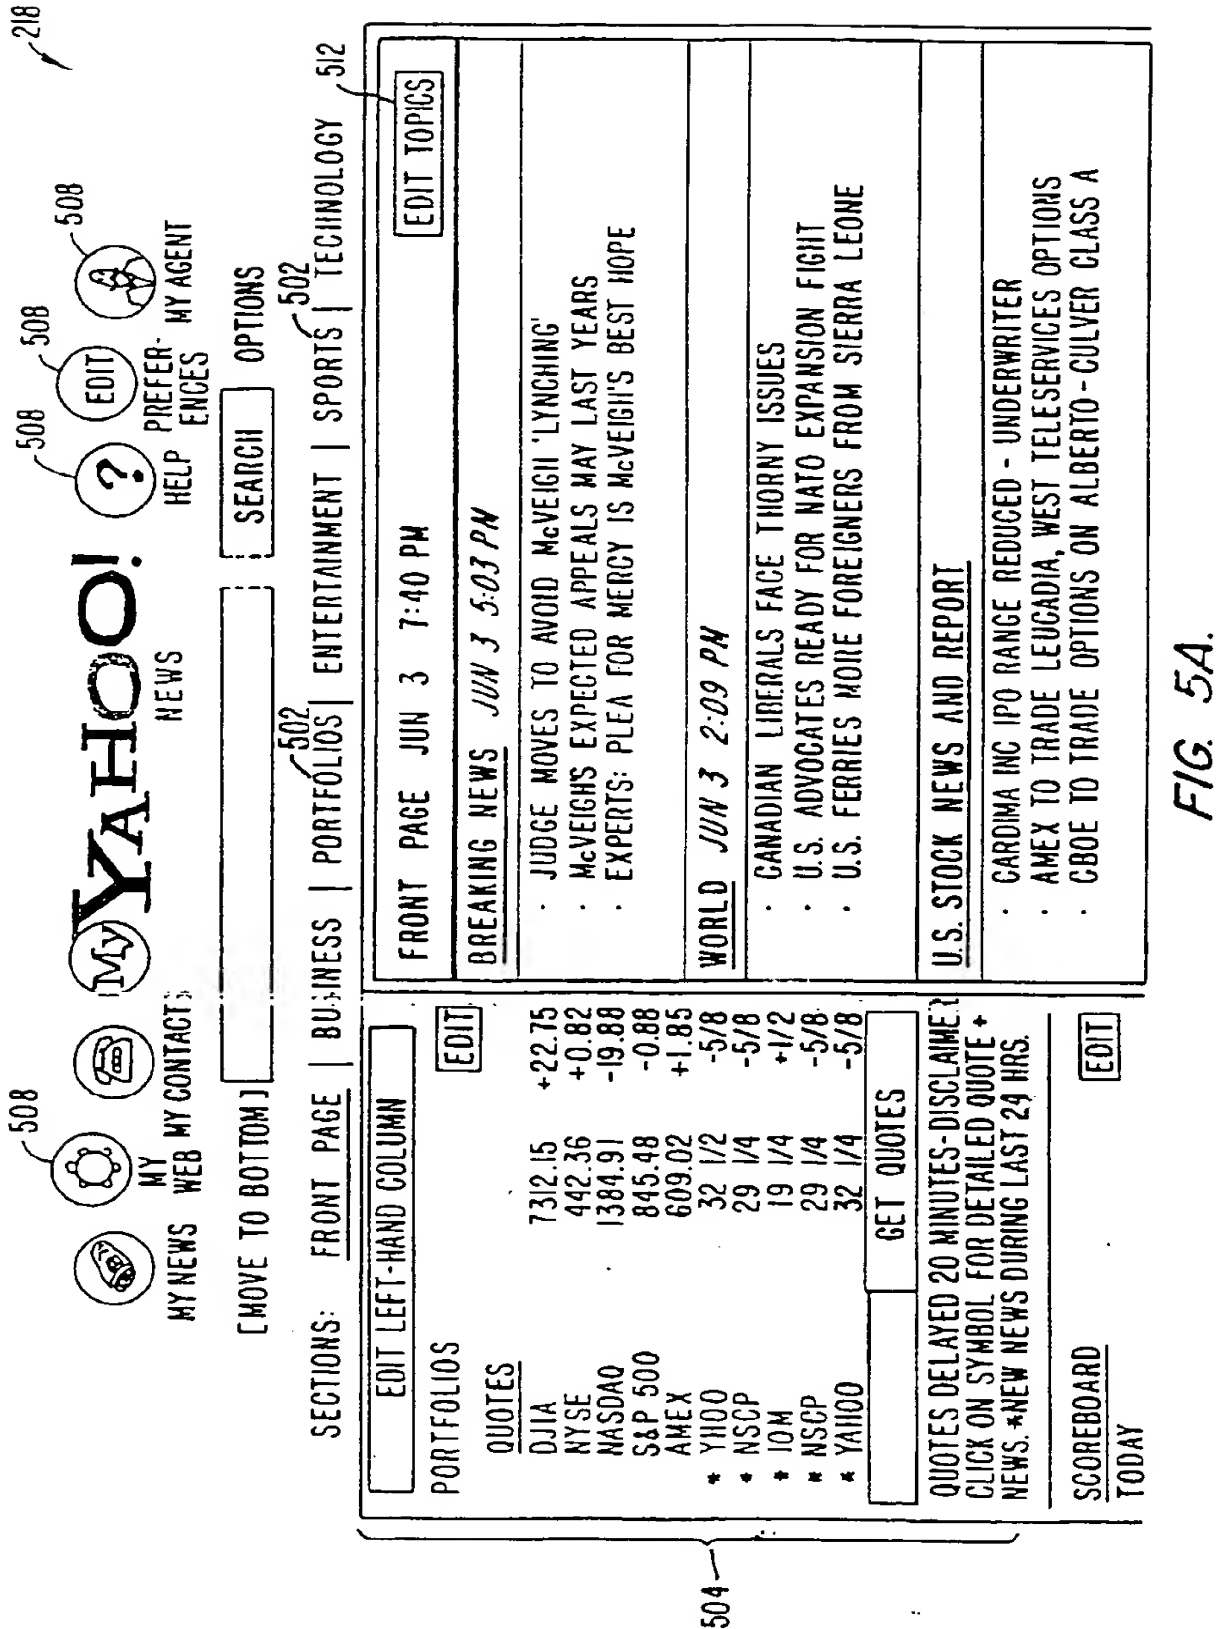 218
508
508
508
508
My YAHOO!
NEWS
MY NEWS
MY WEB
MY CONTACTS
HELP
EDIT
PREFER-
ENCES
MY AGENT
[MOVE TO BOTTOM]
SEARCH
OPTIONS
502
502
SECTIONS: FRONT PAGE | BUSINESS | PORTFOLIOS | ENTERTAINMENT | SPORTS | TECHNOLOGY
512
504
EDIT LEFT-HAND COLUMN
PORTFOLIOS
EDIT
QUOTES
DJIA 7312.15 +22.75
NYSE 442.36 +0.82
NASDAQ 1384.91 -19.88
S&P 500 845.48 -0.88
AMEX 609.02 +1.85
* YHOO 32 1/2 -5/8
* NSCP 29 1/4 -5/8
* IOM 19 1/4 +1/2
* NSCP 29 1/4 -5/8
* YAHOO 32 1/4 -5/8
GET QUOTES
QUOTES DELAYED 20 MINUTES-DISCLAIMER
CLICK ON SYMBOL FOR DETAILED QUOTE +
NEWS. *NEW NEWS DURING LAST 24 HRS.
SCOREBOARD
EDIT
TODAY
FRONT PAGE JUN 3 7:40 PM
EDIT TOPICS
BREAKING NEWS JUN 3 5:03 PM
· JUDGE MOVES TO AVOID McVEIGH 'LYNCHING'
· McVEIGHS EXPECTED APPEALS MAY LAST YEARS
· EXPERTS: PLEA FOR MERCY IS McVEIGH'S BEST HOPE
WORLD JUN 3 2:09 PM
· CANADIAN LIBERALS FACE THORNY ISSUES
· U.S. ADVOCATES READY FOR NATO EXPANSION FIGHT
· U.S. FERRIES MORE FOREIGNERS FROM SIERRA LEONE
U.S. STOCK NEWS AND REPORT
· CARDIMA INC IPO RANGE REDUCED - UNDERWRITER
· AMEX TO TRADE LEUCADIA, WEST TELESERVICES OPTIONS
· CBOE TO TRADE OPTIONS ON ALBERTO - CULVER CLASS A
FIG. 5A.